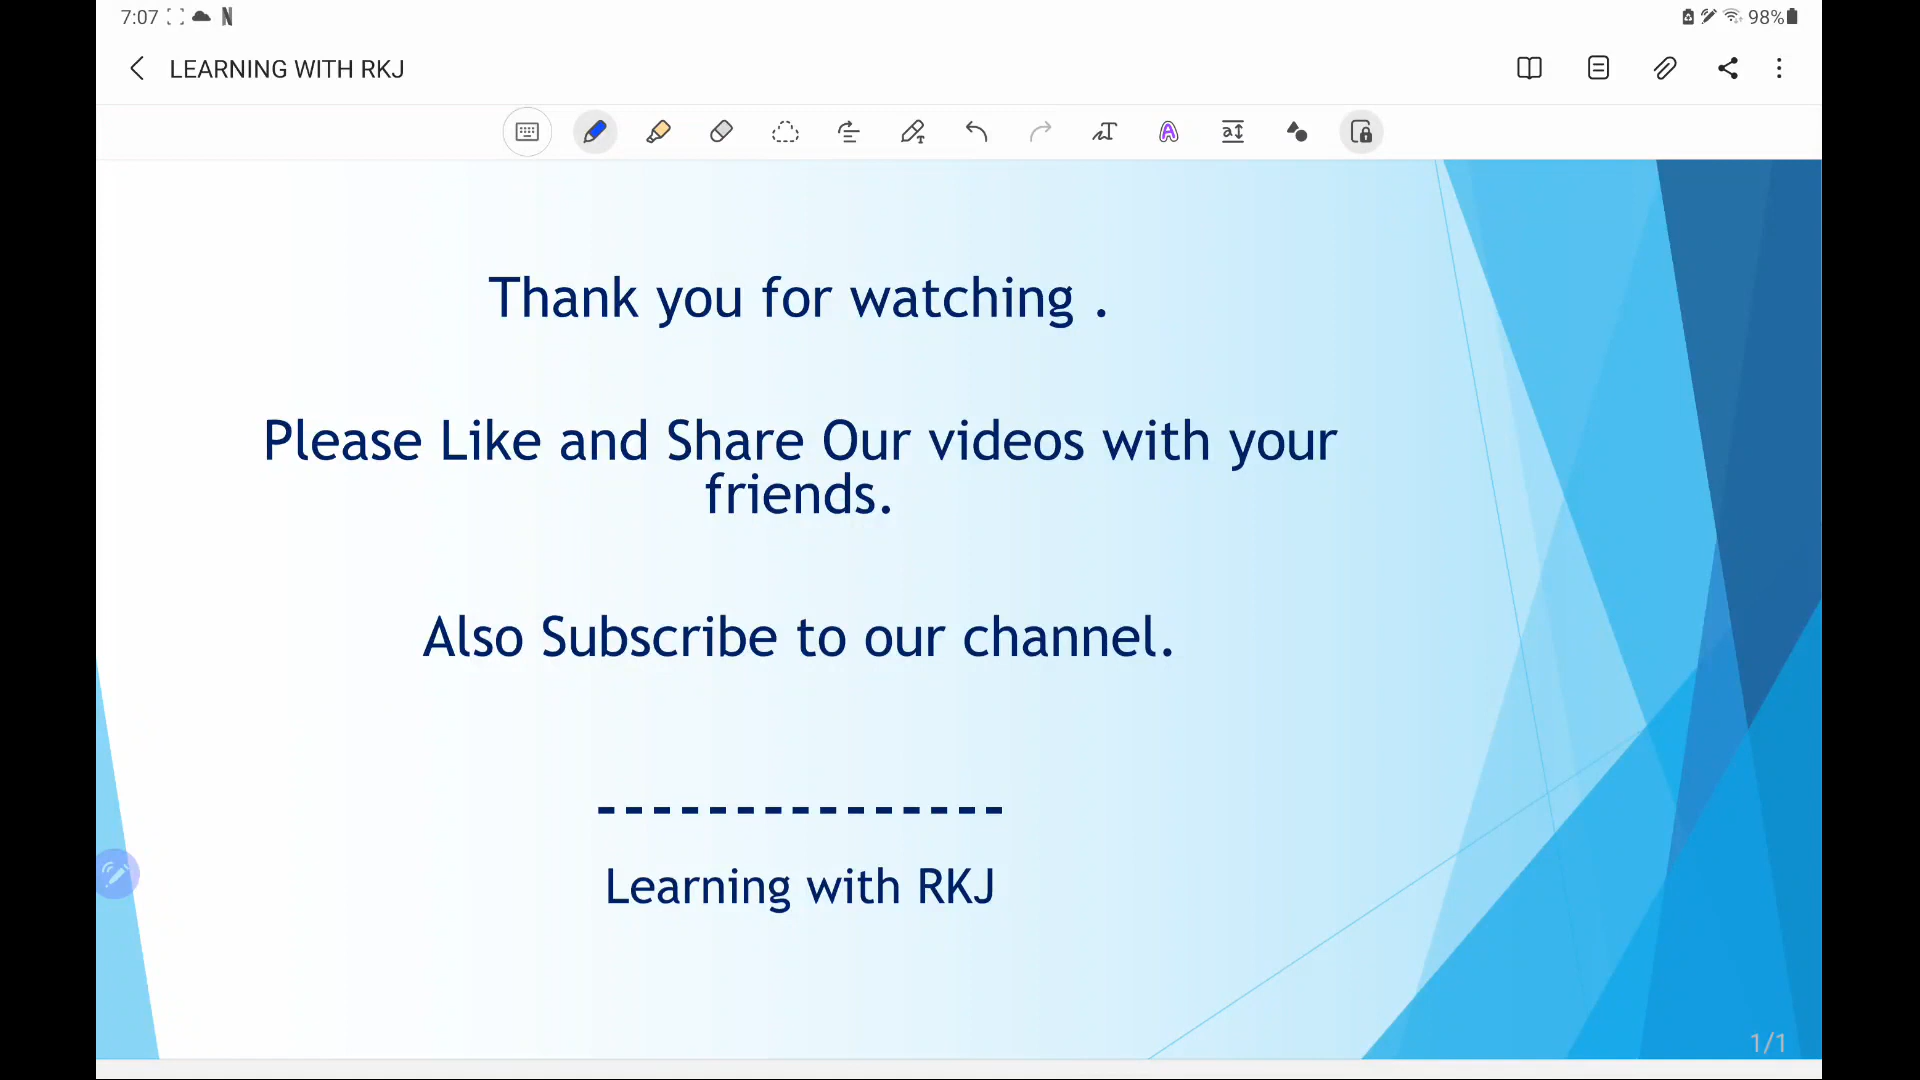 7:07 N 98%
LEARNING WITH RKJ
T A a
Thank you for watching .
Please Like and Share Our videos with your
friends.
Also Subscribe to our channel.
---------------
Learning with RKJ
1/1